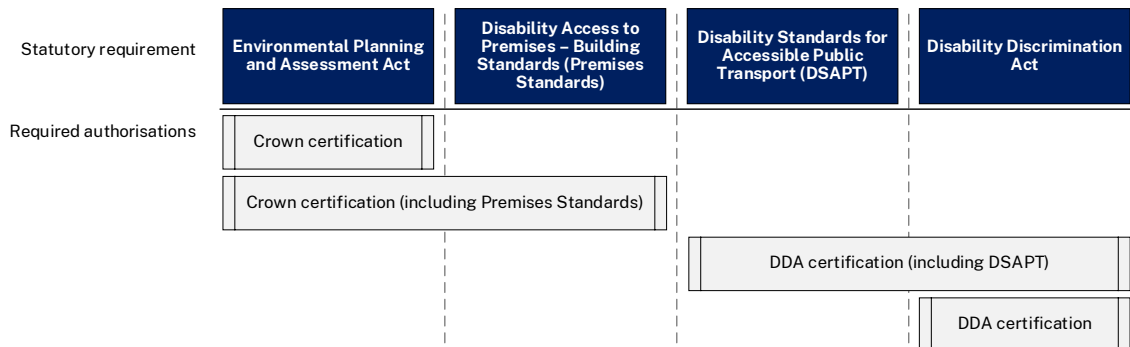 Statutory requirement
Environmental Planning
and Assessment Act
Disability Access to
Premises – Building
Standards (Premises
Standards)
Disability Standards for
Accessible Public
Transport (DSAPT)
Disability Discrimination
Act
Required authorisations
Crown certification
Crown certification (including Premises Standards)
DDA certification (including DSAPT)
DDA certification